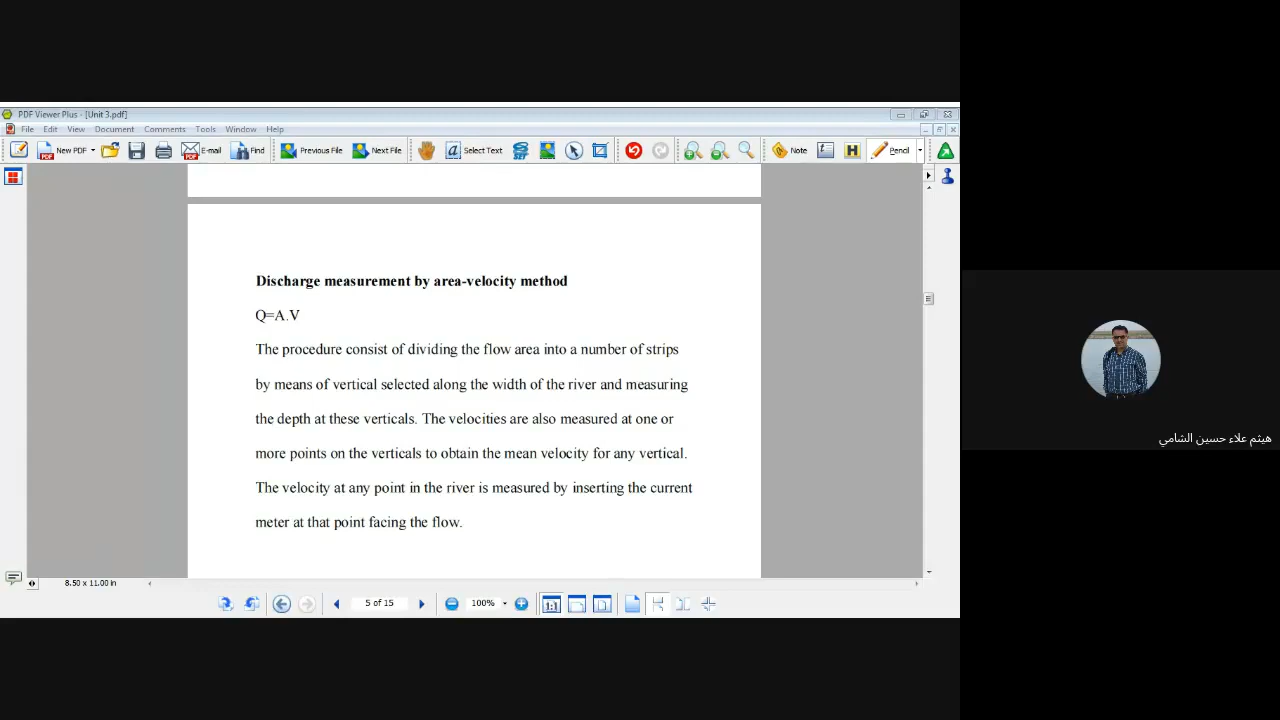 PDF Viewer Plus - [Unit 3.pdf]
File Edit View Document Comments Tools Window Help
New PDF E-mail Find Previous File Next File Select Text Note Pencil
Discharge measurement by area-velocity method
Q=A.V
The procedure consist of dividing the flow area into a number of strips
by means of vertical selected along the width of the river and measuring
the depth at these verticals. The velocities are also measured at one or
more points on the verticals to obtain the mean velocity for any vertical.
The velocity at any point in the river is measured by inserting the current
meter at that point facing the flow.
هيثم علاء حسين الشامي
8.50 x 11.00 in
5 of 15
100%
1:1